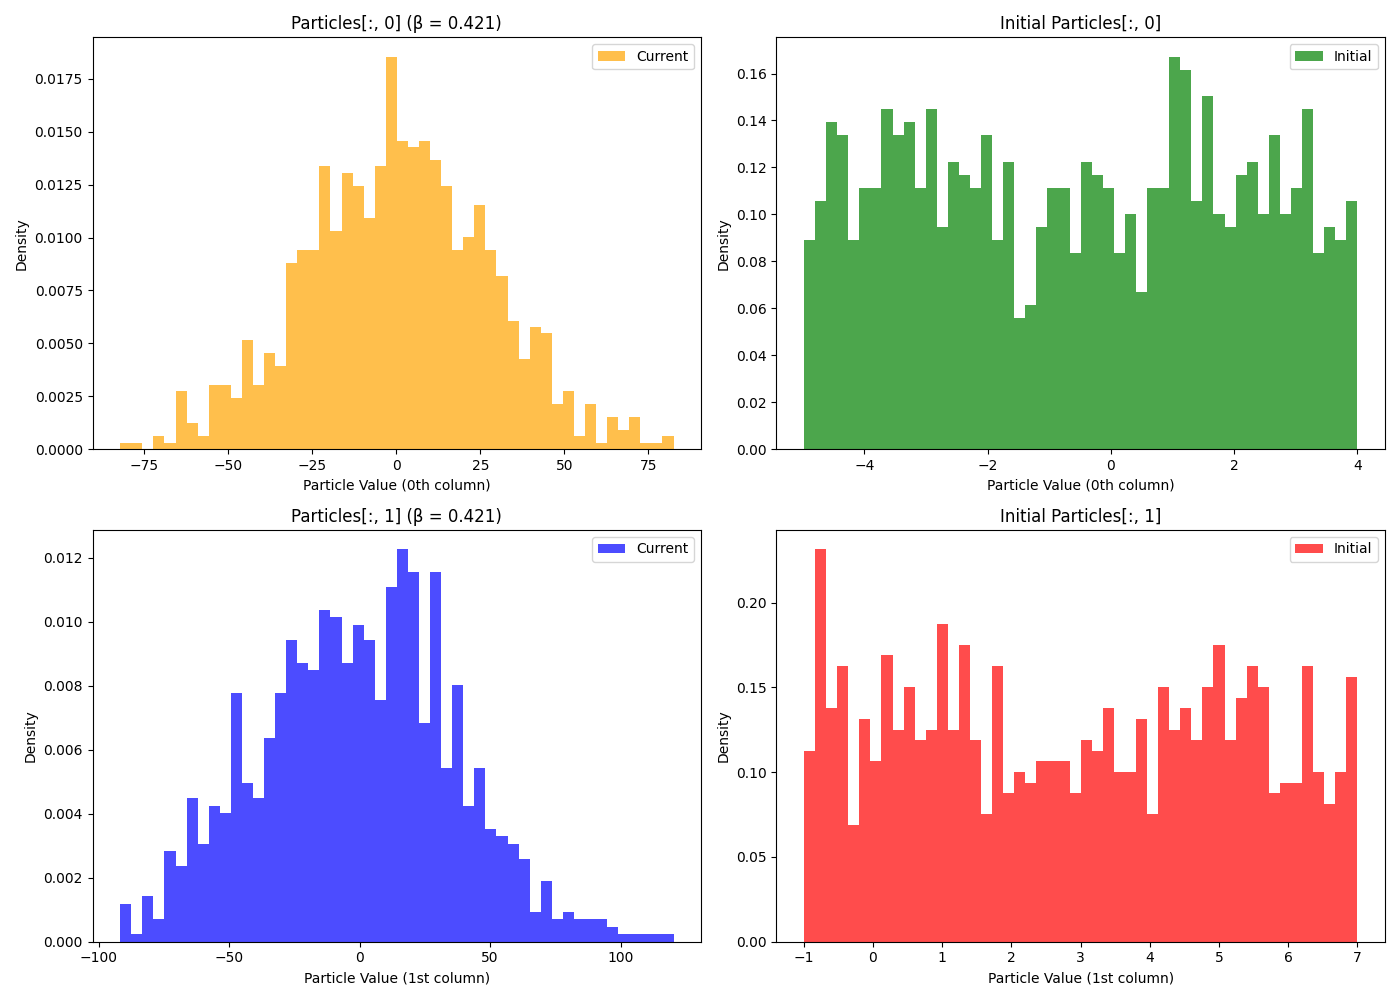 Particles[:, 0] (β = 0.421)
Current
Density
0.0175
0.0150
0.0125
0.0100
0.0075
0.0050
0.0025
0.0000
−75 −50 −25 0 25 50 75
Particle Value (0th column)
Initial Particles[:, 0]
Initial
Density
0.16
0.14
0.12
0.10
0.08
0.06
0.04
0.02
0.00
−4 −2 0 2 4
Particle Value (0th column)
Particles[:, 1] (β = 0.421)
Current
Density
0.012
0.010
0.008
0.006
0.004
0.002
0.000
−100 −50 0 50 100
Particle Value (1st column)
Initial Particles[:, 1]
Initial
Density
0.20
0.15
0.10
0.05
0.00
−1 0 1 2 3 4 5 6 7
Particle Value (1st column)